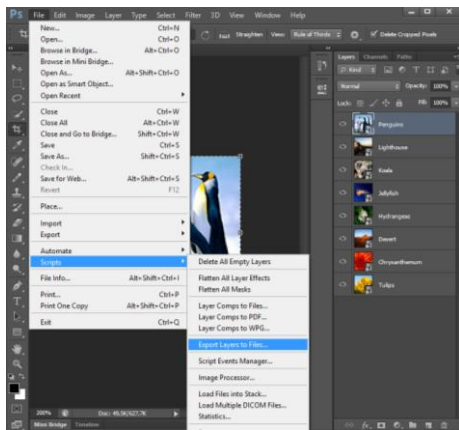 Ps File Edit Image Layer Type Select Filter 3D View Window Help
Straighten View: Rule of Thirds Delete Cropped Pixels
New... Ctrl+N
Open... Ctrl+O
Browse in Bridge... Alt+Ctrl+O
Browse in Mini Bridge...
Open As... Alt+Shift+Ctrl+O
Open as Smart Object...
Open Recent
Close Ctrl+W
Close All Alt+Ctrl+W
Close and Go to Bridge... Shift+Ctrl+W
Save Ctrl+S
Save As... Shift+Ctrl+S
Check In...
Save for Web... Alt+Shift+Ctrl+S
Revert F12
Place...
Import
Export
Automate
Scripts
File Info... Alt+Shift+Ctrl+I
Print... Ctrl+P
Print One Copy Alt+Shift+Ctrl+P
Exit Ctrl+Q
Delete All Empty Layers
Flatten All Layer Effects
Flatten All Masks
Layer Comps to Files...
Layer Comps to PDF...
Layer Comps to WPG...
Export Layers to Files...
Script Events Manager...
Image Processor...
Load Files into Stack...
Load Multiple DICOM Files...
Statistics...
Layers Channels Paths
Kind
Normal Opacity: 100%
Lock: Fill: 100%
Penguins
Lighthouse
Koala
Jellyfish
Hydrangeas
Desert
Chrysanthemum
Tulips
200% Doc: 49.5K/627.7K
Mini Bridge Timeline